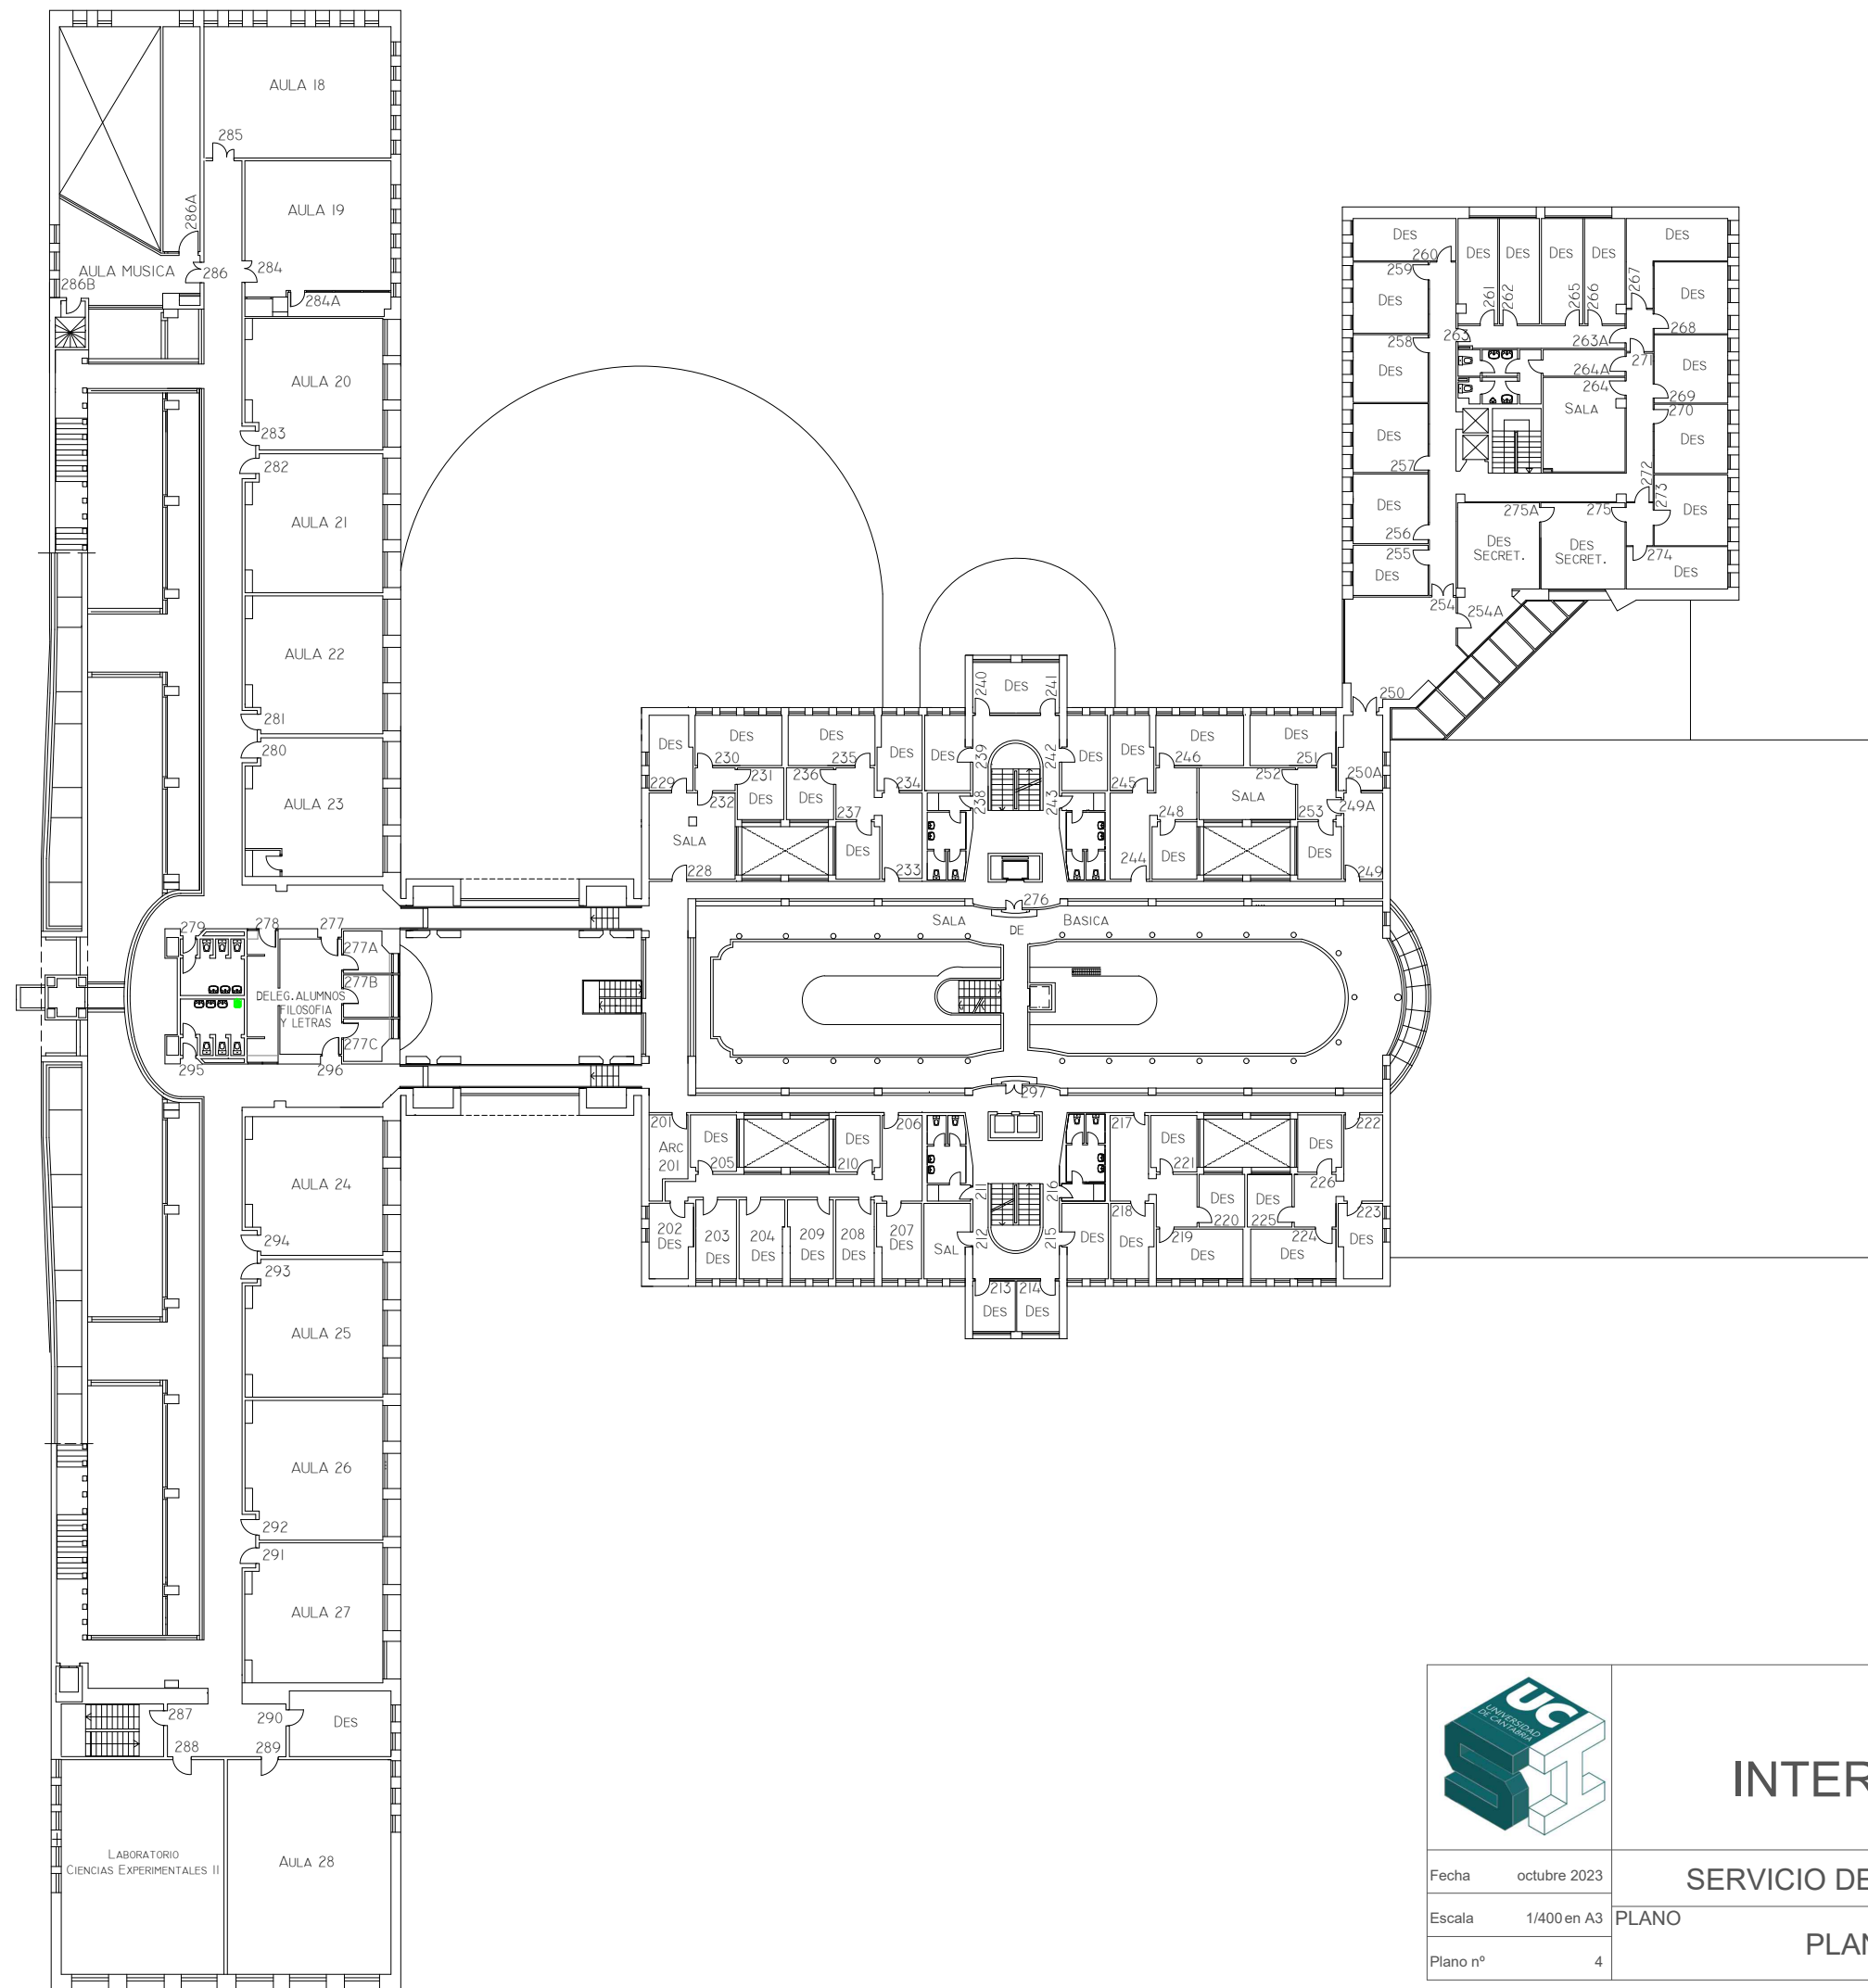 AULA 18
285
AULA 19
286A
AULA MUSICA
286
284
286B
284A
AULA 20
283
282
AULA 21
AULA 22
281
280
AULA 23
279
278
277
277A
277B
277C
DELEG.ALUMNOS
FILOSOFIA
Y LETRAS
295
296
AULA 24
294
293
AULA 25
AULA 26
292
291
AULA 27
287
290
DES
288
289
LABORATORIO
CIENCIAS EXPERIMENTALES II
AULA 28
DES
260
DES
DES
DES
DES
DES
259
261
262
265
266
267
DES
DES
268
258
263
263A
271
DES
264A
DES
264
269
SALA
270
DES
DES
257
272
273
DES
275A
275
DES
256
DES
SECRET.
DES
SECRET.
255
274
DES
DES
254
254A
250
240
DES
241
DES
DES
DES
DES
DES
DES
DES
DES
DES
229
230
235
234
239
242
245
246
251
231
236
252
250A
232
DES
DES
237
238
243
248
SALA
253
249A
SALA
DES
244
DES
DES
228
233
249
276
SALA
DE
BASICA
297
201
206
217
222
ARC
201
DES
205
DES
210
DES
221
DES
226
211
216
DES
220
DES
225
202
DES
203
DES
204
DES
209
DES
208
DES
207
DES
SAL
212
215
DES
218
DES
219
DES
224
DES
223
DES
213
DES
214
DES
UC
UNIVERSIDAD
DE CANTABRIA
INTER
Fecha octubre 2023
SERVICIO DE
Escala 1/400 en A3
PLANO
PLAN
Plano nº 4